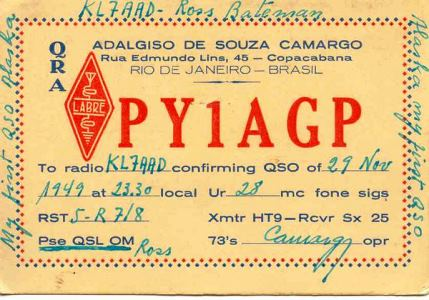 KL7AAD - Ross Bateman
QRA
ADALGISO DE SOUZA CAMARGO
Rua Edmundo Lins, 45 - Copacabana
RIO DE JANEIRO - BRASIL
LABRE
PY1AGP
To radio KL7AAD confirming QSO of 29 Nov
1949 at 23.30 local Ur 28 mc fone sigs
RST 5-R7/8 Xmtr HT9-Rcvr Sx 25
Pse QSL OM Ross 73's Camargo opr
My first QSO Alaska
Alaska my first QSO